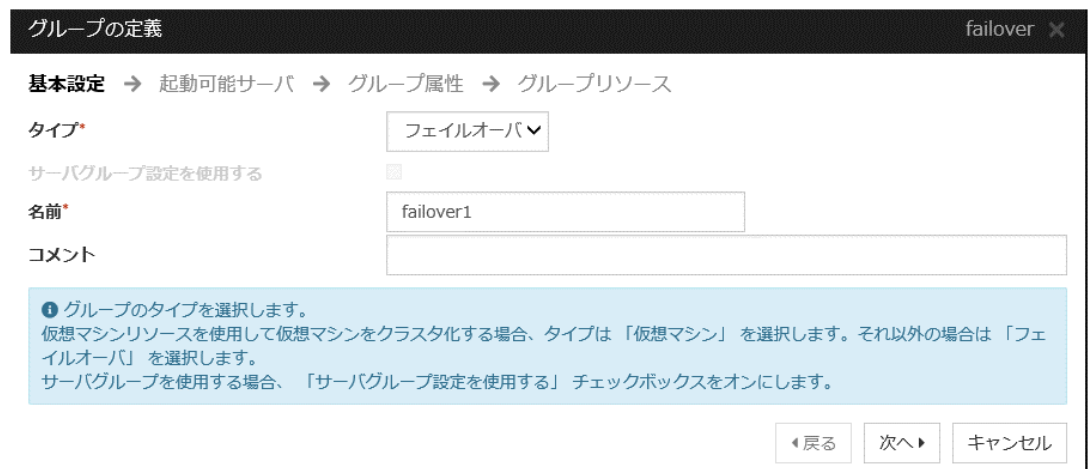 グループの定義 failover ×
基本設定 → 起動可能サーバ → グループ属性 → グループリソース
タイプ* フェイルオーバ
サーバグループ設定を使用する
名前* failover1
コメント
グループのタイプを選択します。
仮想マシンリソースを使用して仮想マシンをクラスタ化する場合、タイプは 「仮想マシン」 を選択します。それ以外の場合は 「フェ
イルオーバ」 を選択します。
サーバグループを使用する場合、 「サーバグループ設定を使用する」 チェックボックスをオンにします。
戻る 次へ キャンセル